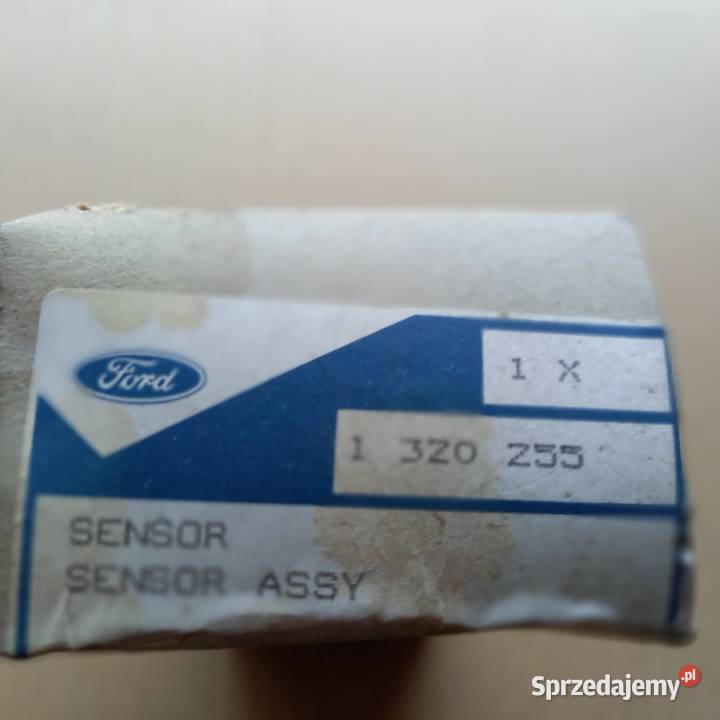 Ford
1 X
1 320 255
SENSOR
SENSOR ASSY
Sprzedajemy.pl